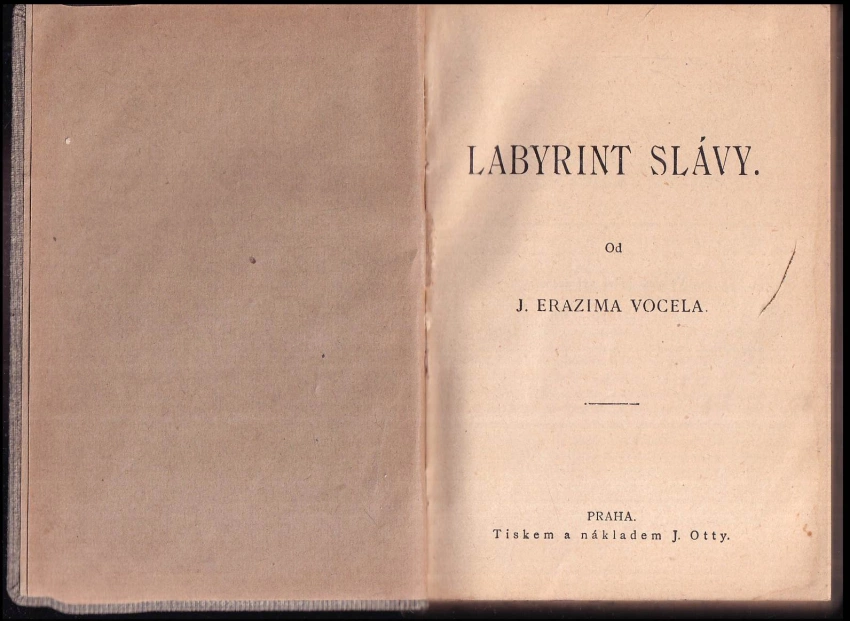 LABYRINT SLÁVY.
Od
J. ERAZIMA VOCELA.
PRAHA.
Tiskem a nákladem J. Otty.